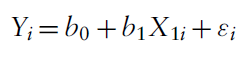 Yᵢ = b₀ + b₁X₁ᵢ + εᵢ